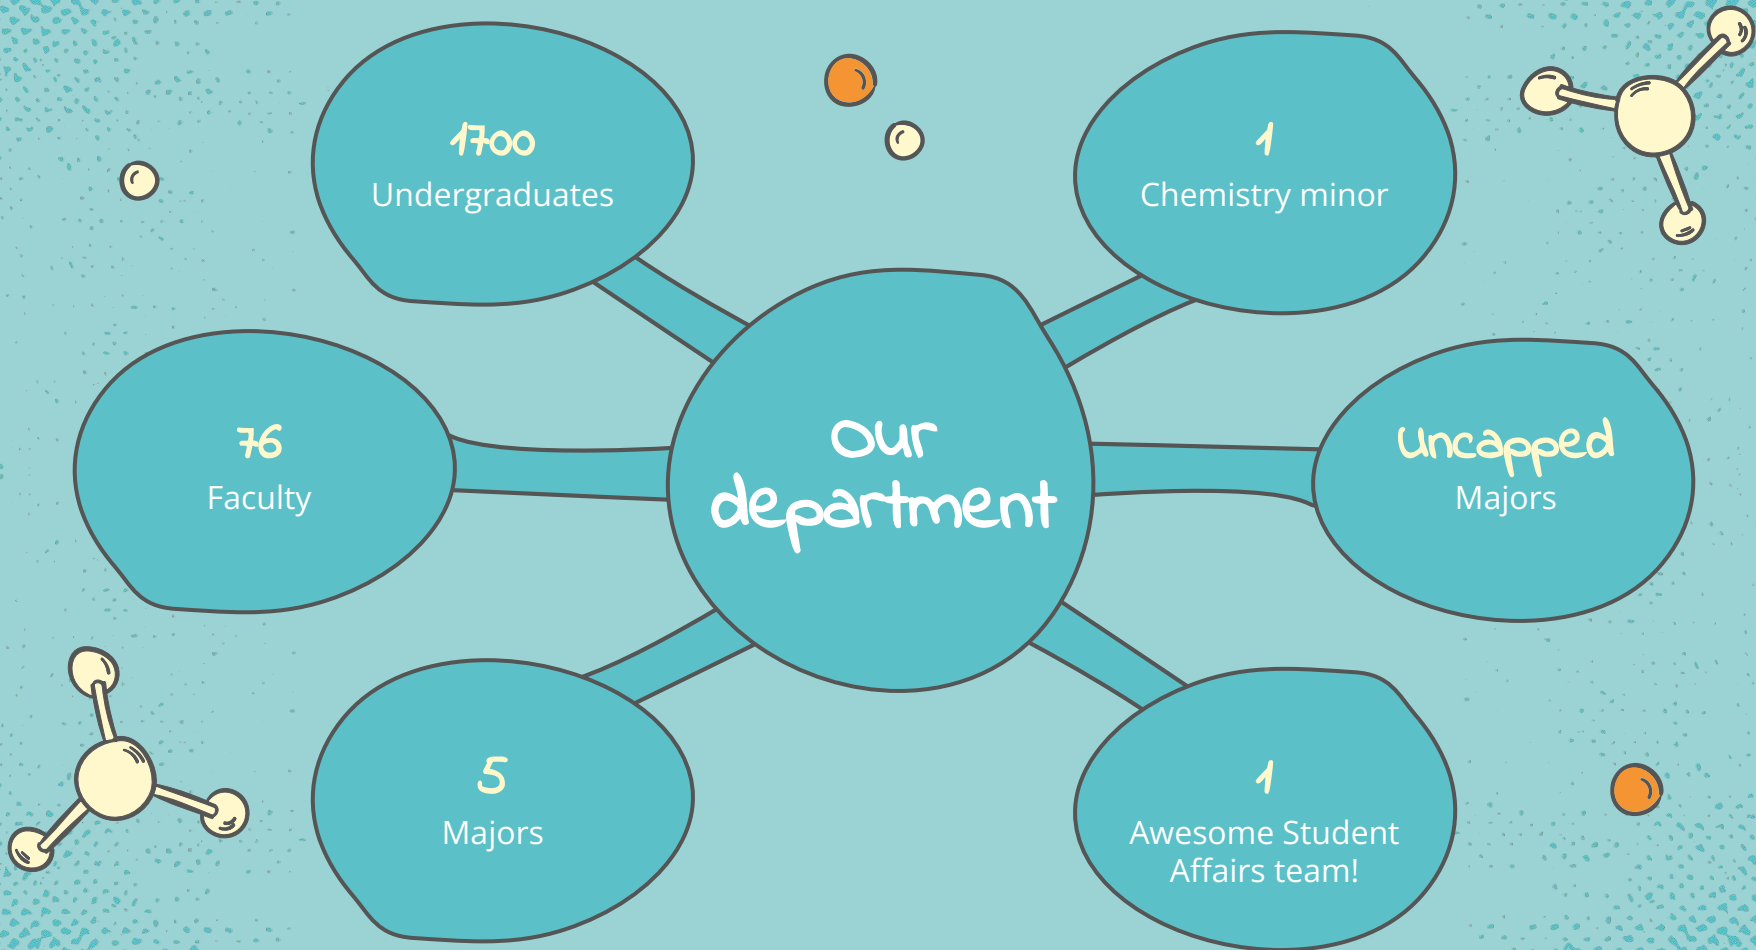 1700
Undergraduates
1
Chemistry minor
76
Faculty
our
department
Uncapped
Majors
5
Majors
1
Awesome Student
Affairs team!